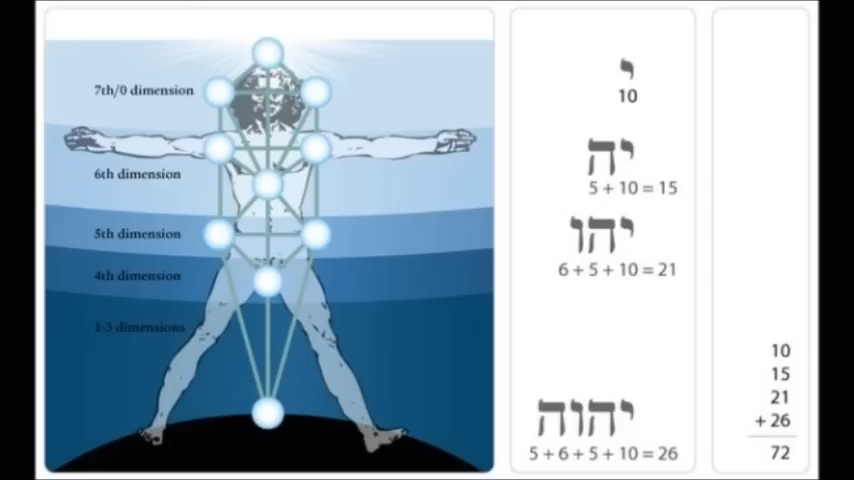 7th/0 dimension
6th dimension
5th dimension
4th dimension
1-3 dimensions
י
10
יה
5 + 10 = 15
יהו
6 + 5 + 10 = 21
יהוה
5 + 6 + 5 + 10 = 26
10
15
21
+ 26
72